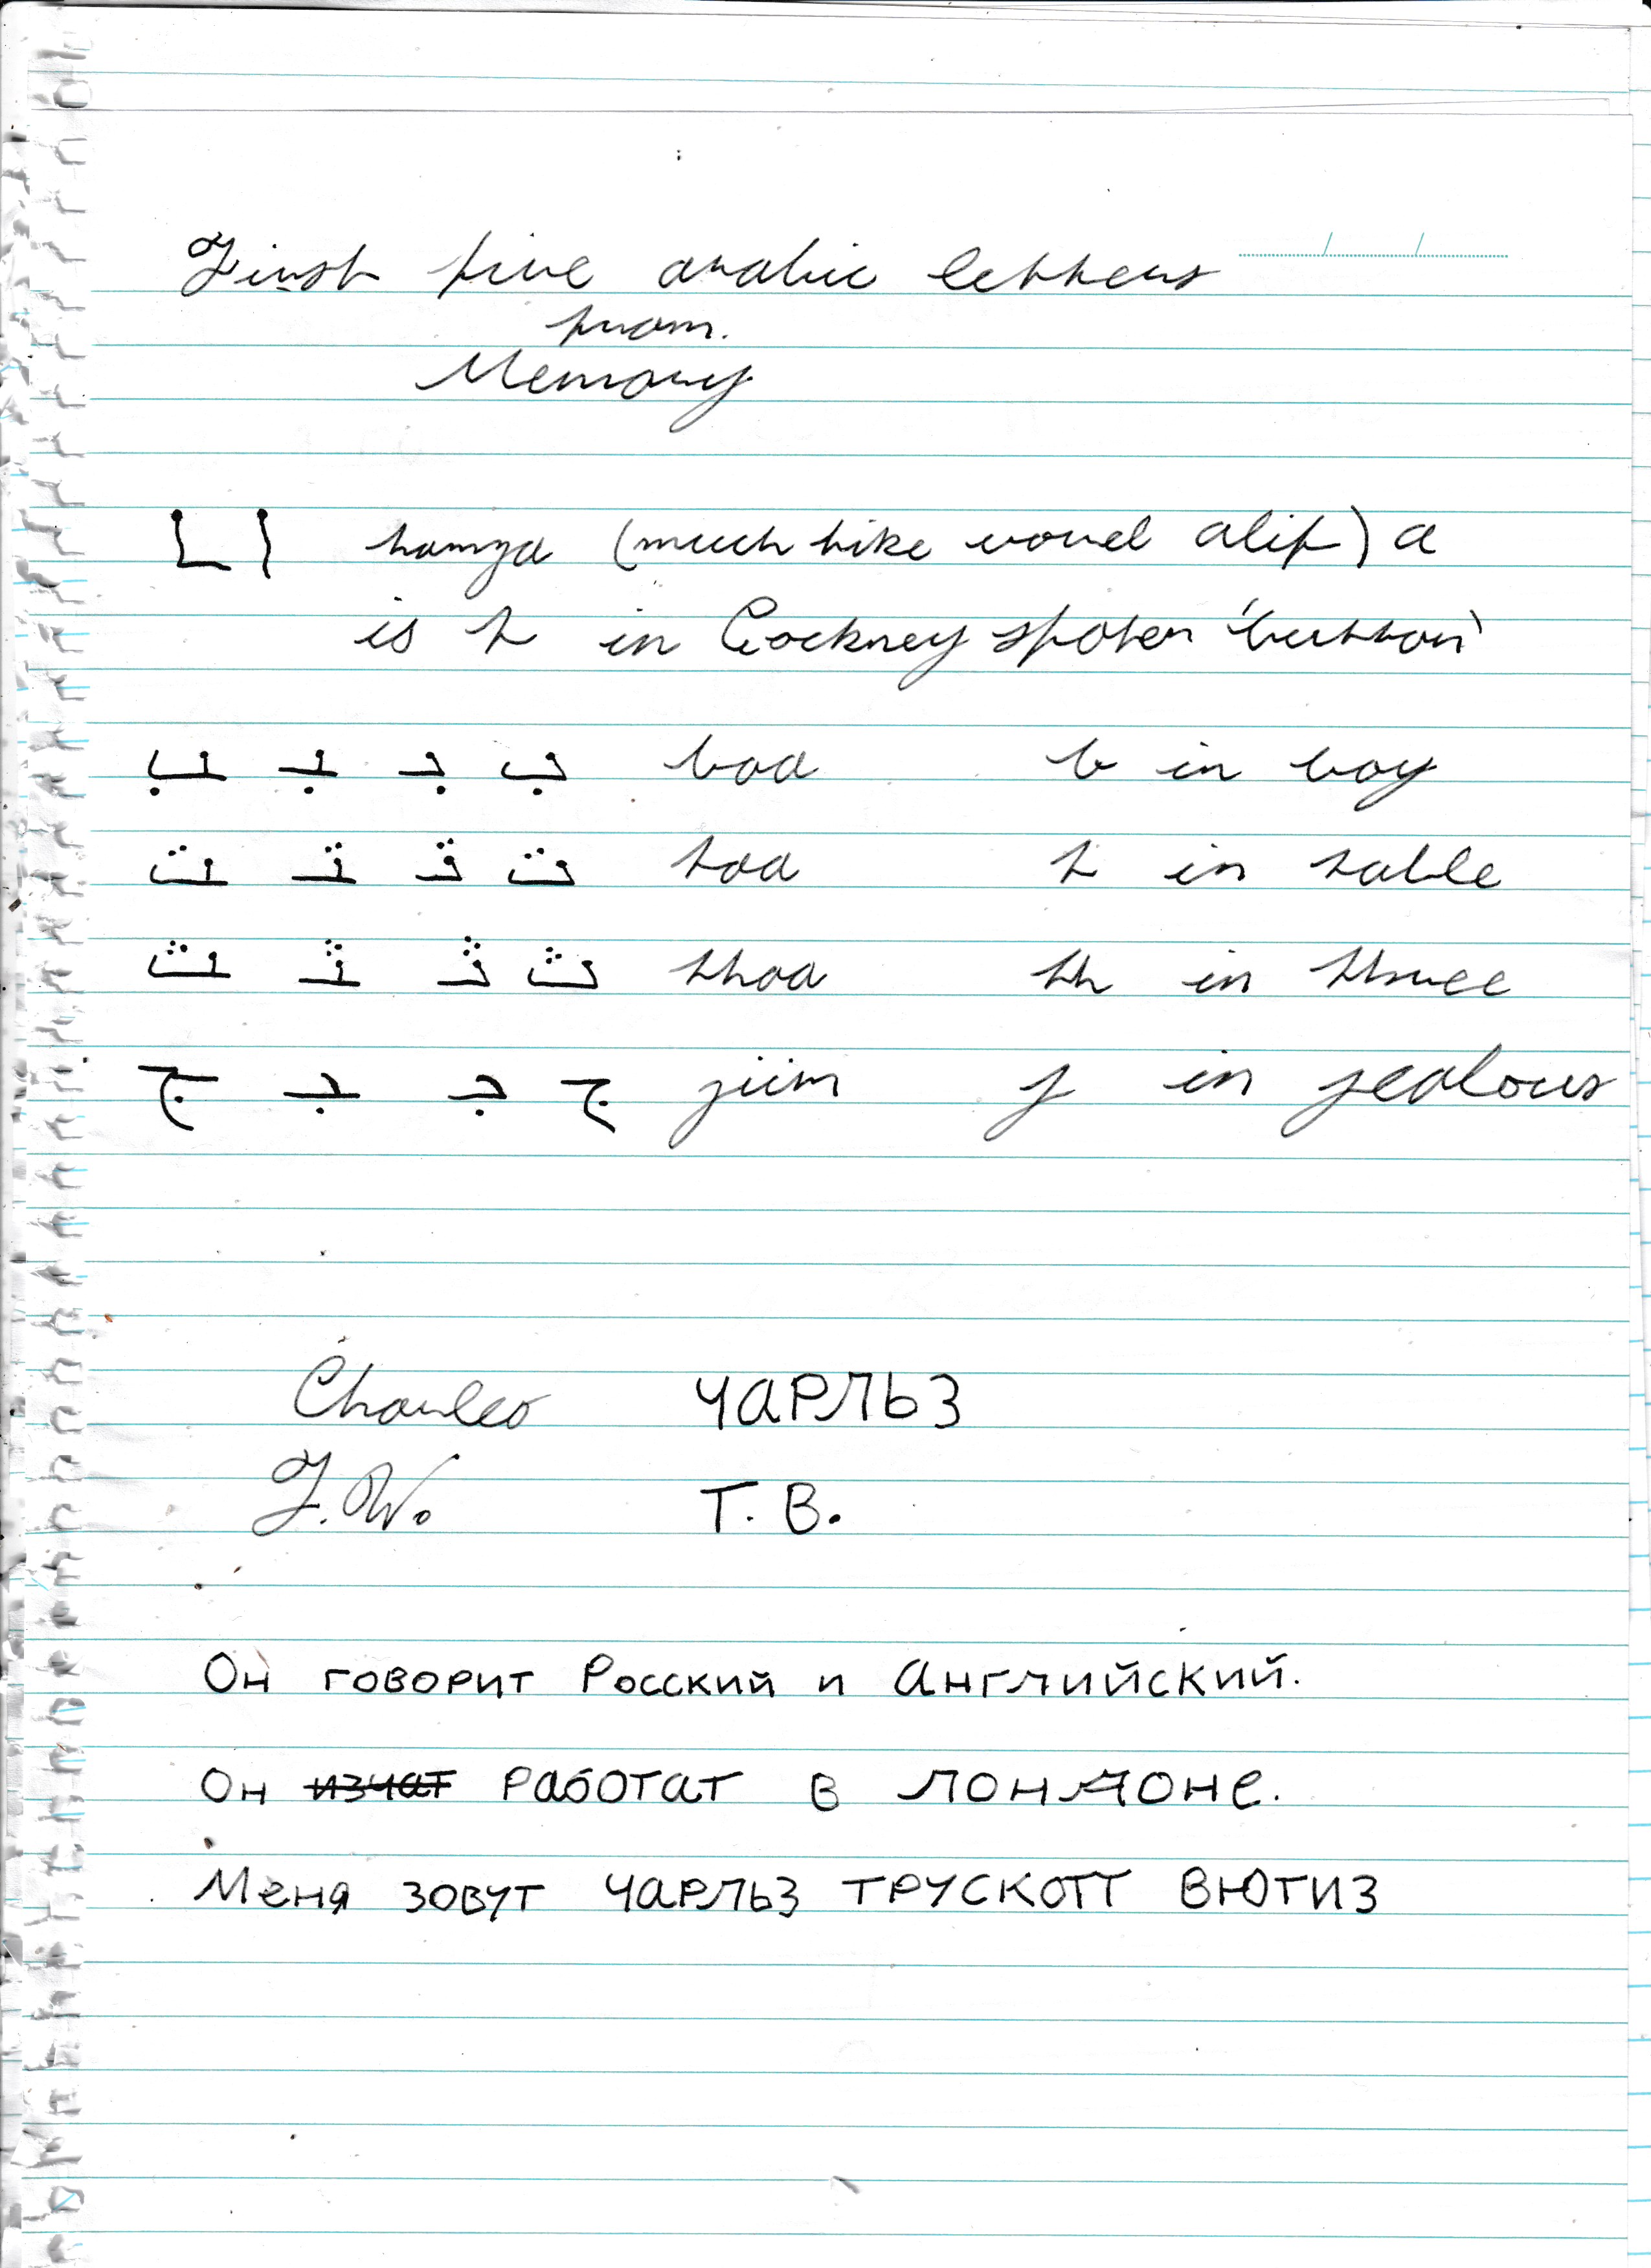 First five arabic letters
from.
Memory
ـا ا hamza (much like vowel alif) a
is t in Cockney spoken 'button'
ـب ـبـ بـ ب baa b in boy
ـت ـتـ تـ ت taa t in table
ـث ـثـ ثـ ث thaa th in three
ـج ـجـ جـ ج jiim j in jealous
Charles ЧАРЛЬЗ
T.W. Т. В.
Он говорит Росский и Английский.
Он изчат работат в лондоне.
Меня зовут ЧАРЛЬЗ ТРУСКОТТ ВЮТИЗ